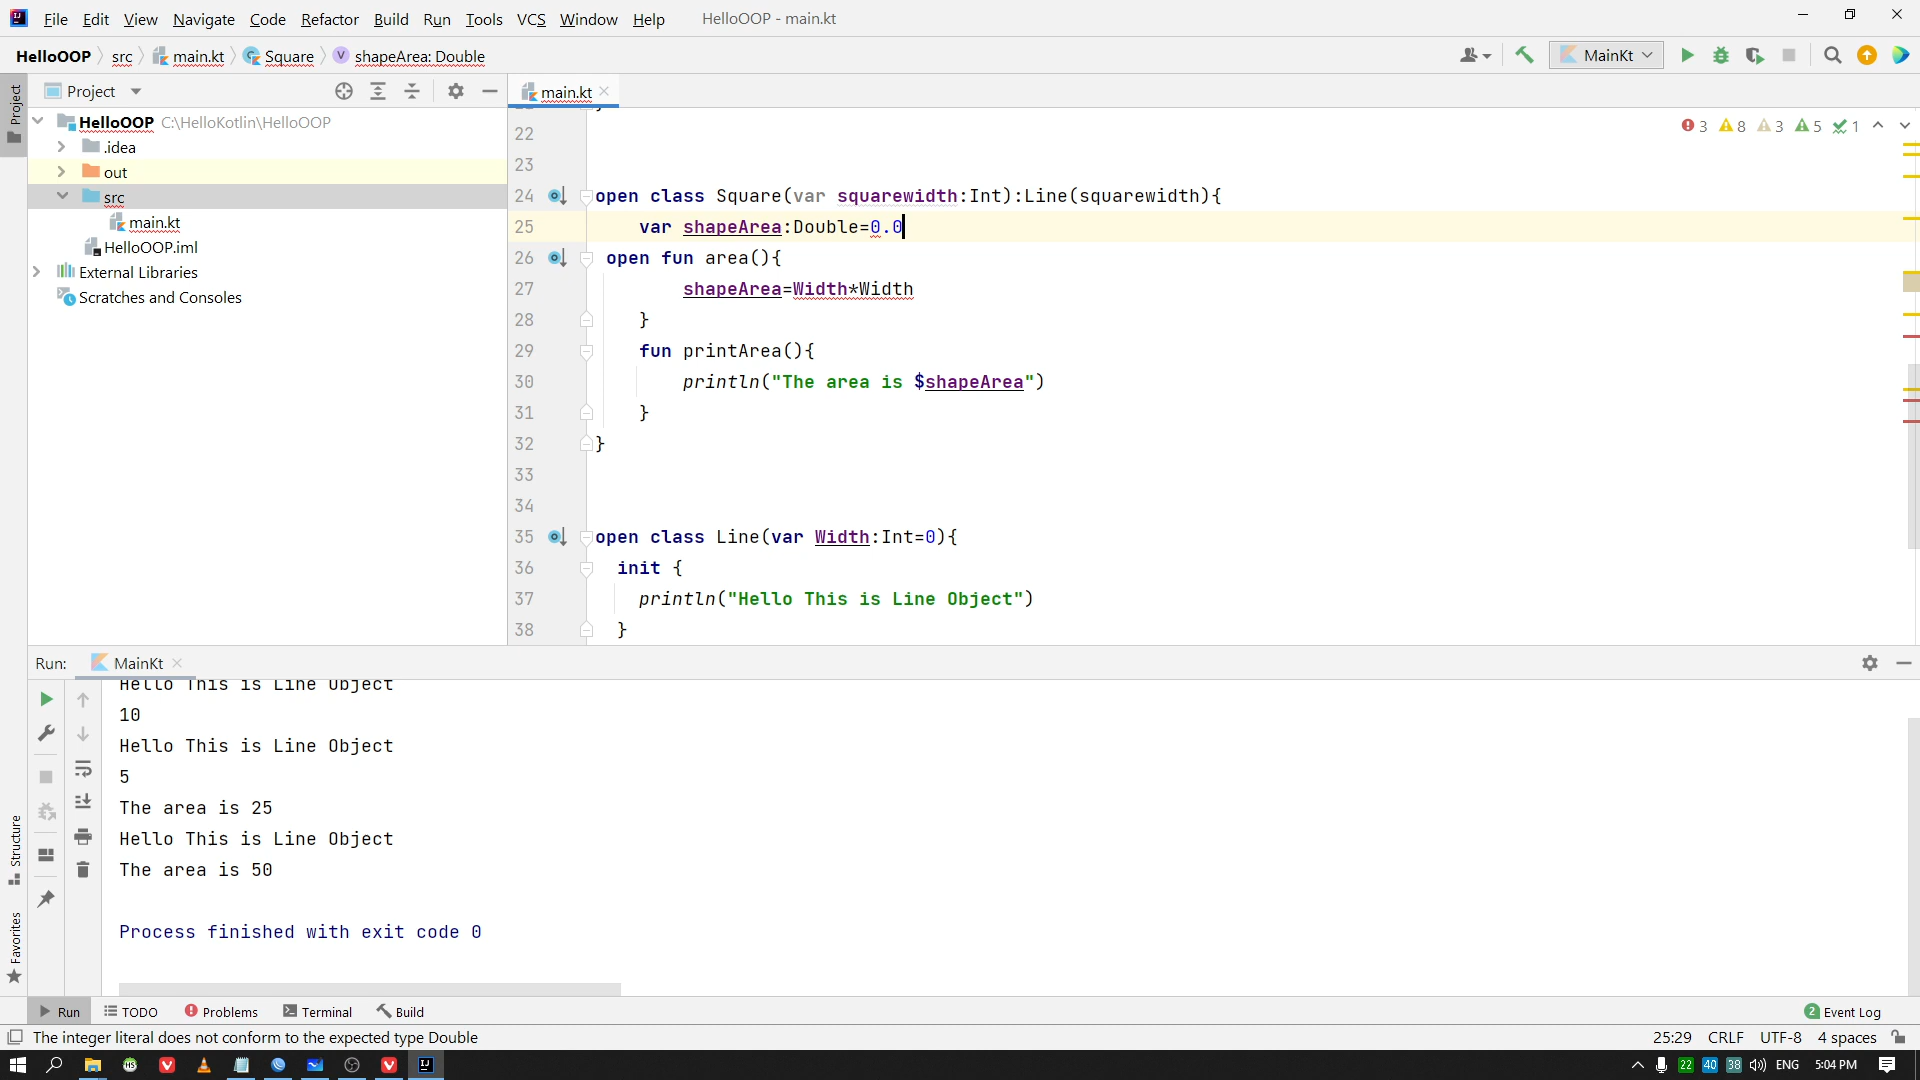 File Edit View Navigate Code Refactor Build Run Tools VCS Window Help HelloOOP - main.kt
HelloOOP src main.kt Square shapeArea: Double MainKt
Project main.kt
HelloOOP C:\HelloKotlin\HelloOOP
.idea
out
src
main.kt
HelloOOP.iml
External Libraries
Scratches and Consoles
3 8 3 5 1
22
23
24 open class Square(var squarewidth:Int):Line(squarewidth){
25 var shapeArea:Double=0.0
26 open fun area(){
27 shapeArea=Width*Width
28 }
29 fun printArea(){
30 println("The area is $shapeArea")
31 }
32 }
33
34
35 open class Line(var Width:Int=0){
36 init {
37 println("Hello This is Line Object")
38 }
Project
Structure
Favorites
Run: MainKt
Hello This is Line Object
10
Hello This is Line Object
5
The area is 25
Hello This is Line Object
The area is 50
Process finished with exit code 0
Run TODO Problems Terminal Build 2 Event Log
The integer literal does not conform to the expected type Double 25:29 CRLF UTF-8 4 spaces
22 40 38 ENG 5:04 PM